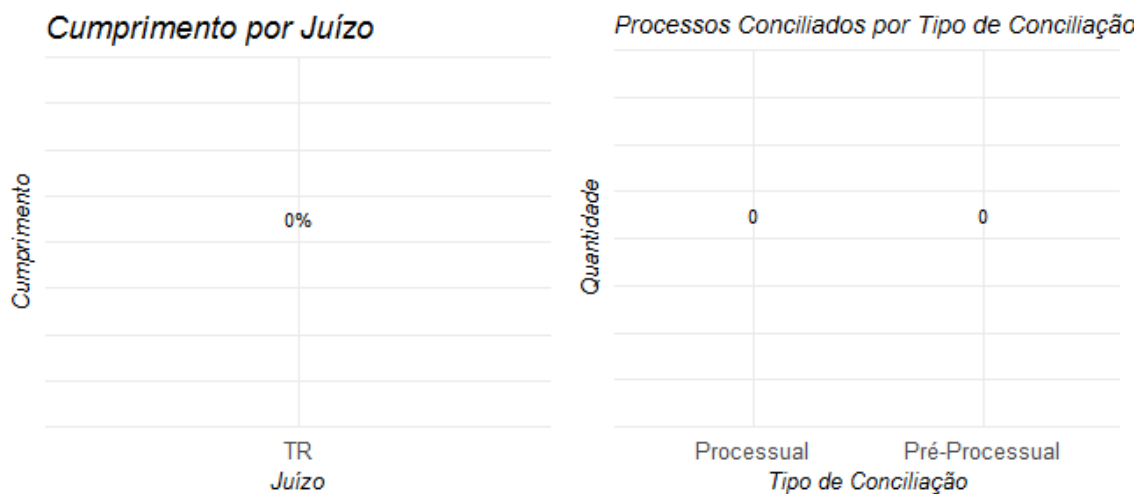 Cumprimento por Juízo
Cumprimento
0%
TR
Juízo
Processos Conciliados por Tipo de Conciliação
Quantidade
0 0
Processual Pré-Processual
Tipo de Conciliação